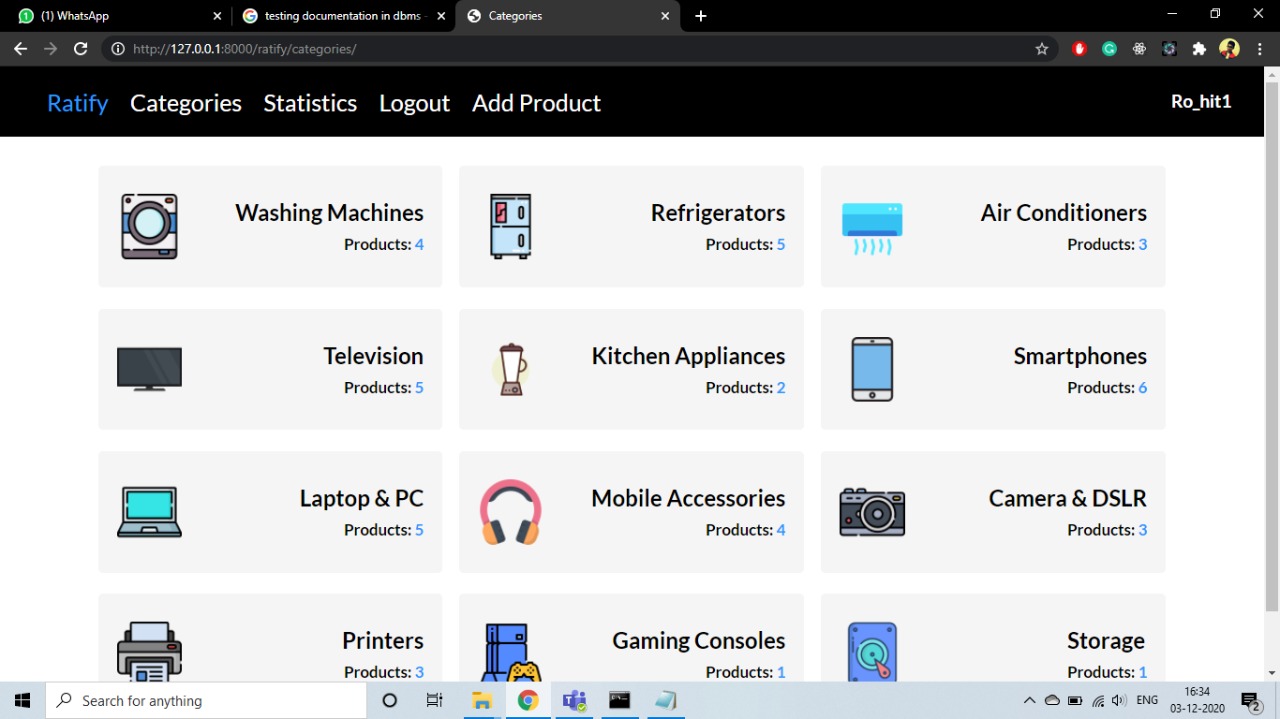 (1) WhatsApp
testing documentation in dbms -
Categories
http://127.0.0.1:8000/ratify/categories/
Ratify Categories Statistics Logout Add Product Ro_hit1
Washing Machines
Products: 4
Refrigerators
Products: 5
Air Conditioners
Products: 3
Television
Products: 5
Kitchen Appliances
Products: 2
Smartphones
Products: 6
Laptop & PC
Products: 5
Mobile Accessories
Products: 4
Camera & DSLR
Products: 3
Printers
Products: 3
Gaming Consoles
Products: 1
Storage
Products: 1
Search for anything
ENG
16:34
03-12-2020
2